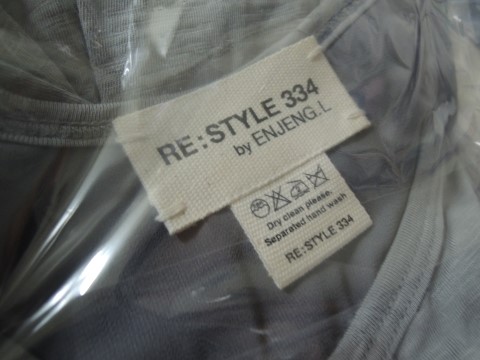 RE:STYLE 334
by ENJENG.L
Dry clean please.
Separated hand wash
RE:STYLE 334